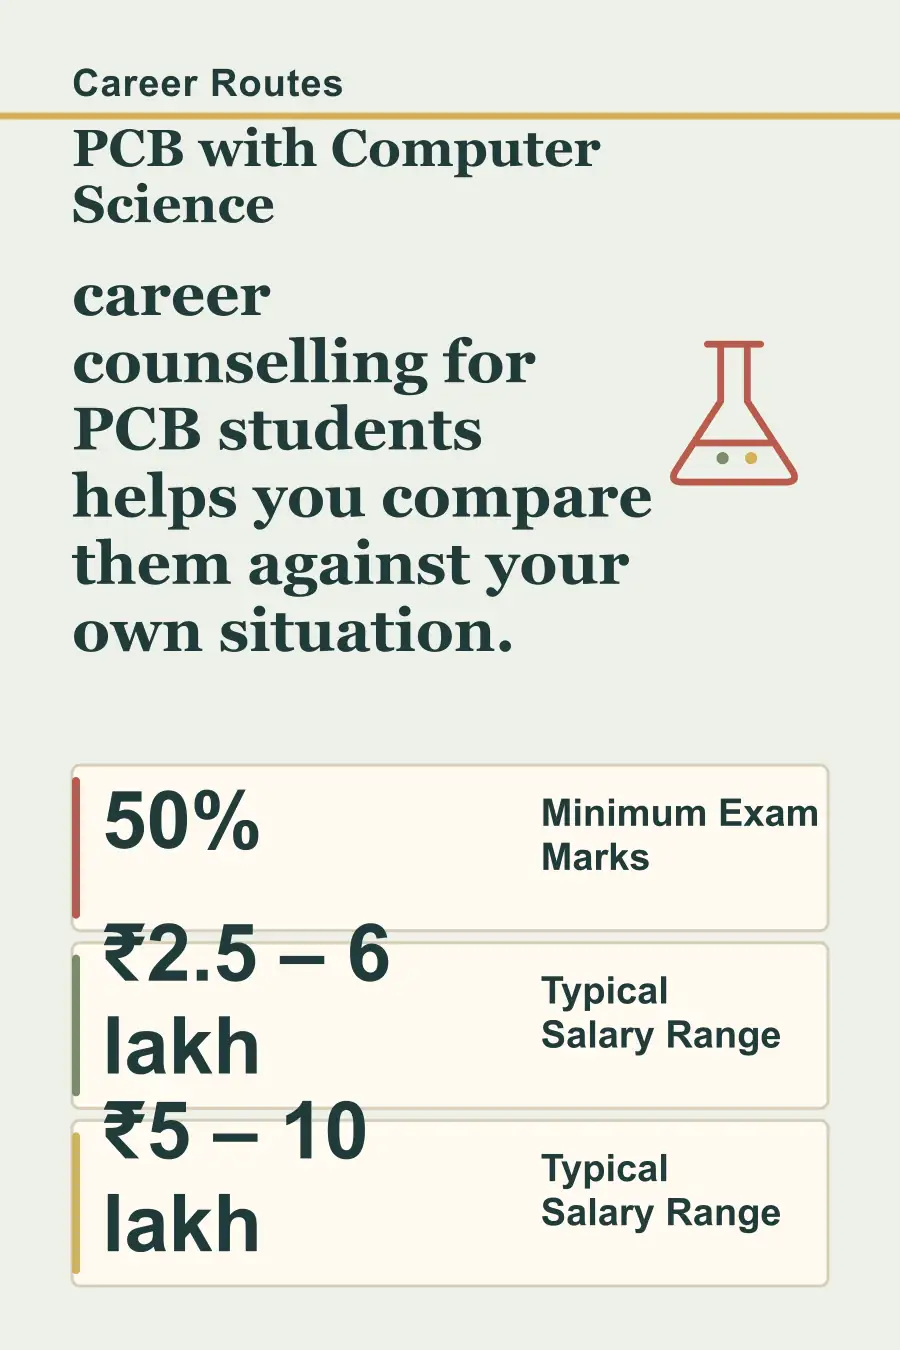 Career Routes
PCB with Computer
Science
career
counselling for
PCB students
helps you compare
them against your
own situation.
50%
Minimum Exam
Marks
₹2.5 – 6
lakh
Typical
Salary Range
₹5 – 10
lakh
Typical
Salary Range